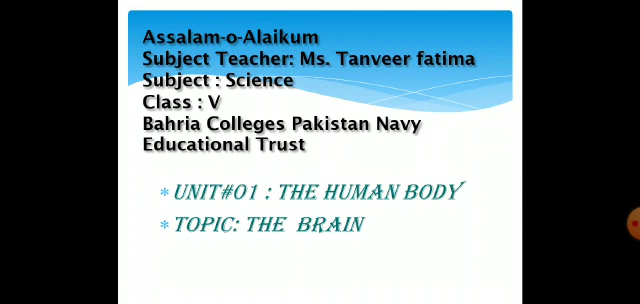 Assalam-o-Alaikum
Subject Teacher: Ms. Tanveer fatima
Subject : Science
Class : V
Bahria Colleges Pakistan Navy
Educational Trust
* UNIT#01 : THE HUMAN BODY
* TOPIC: THE BRAIN